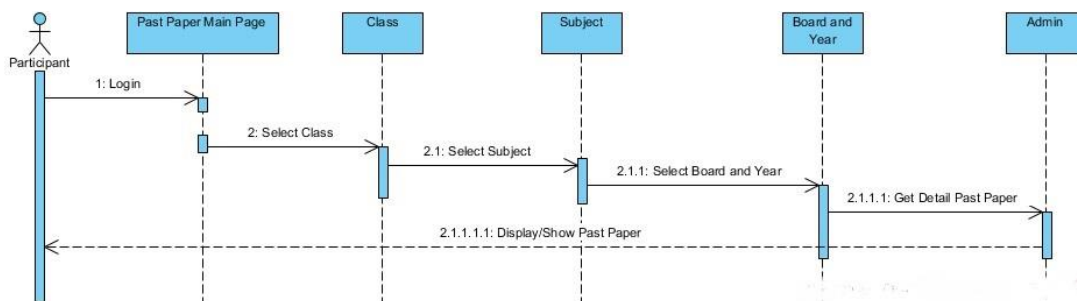 Past Paper Main Page
Class
Subject
Board and
Year
Admin
Participant
1: Login
2: Select Class
2.1: Select Subject
2.1.1: Select Board and Year
2.1.1.1: Get Detail Past Paper
2.1.1.1.1: Display/Show Past Paper